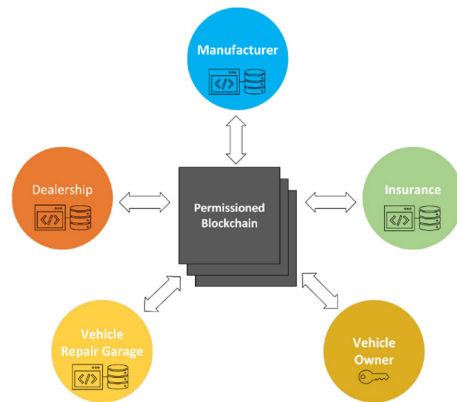 Manufacturer
</>
Dealership
</>
Permissioned
Blockchain
Insurance
</>
Vehicle
Repair Garage
</>
Vehicle
Owner